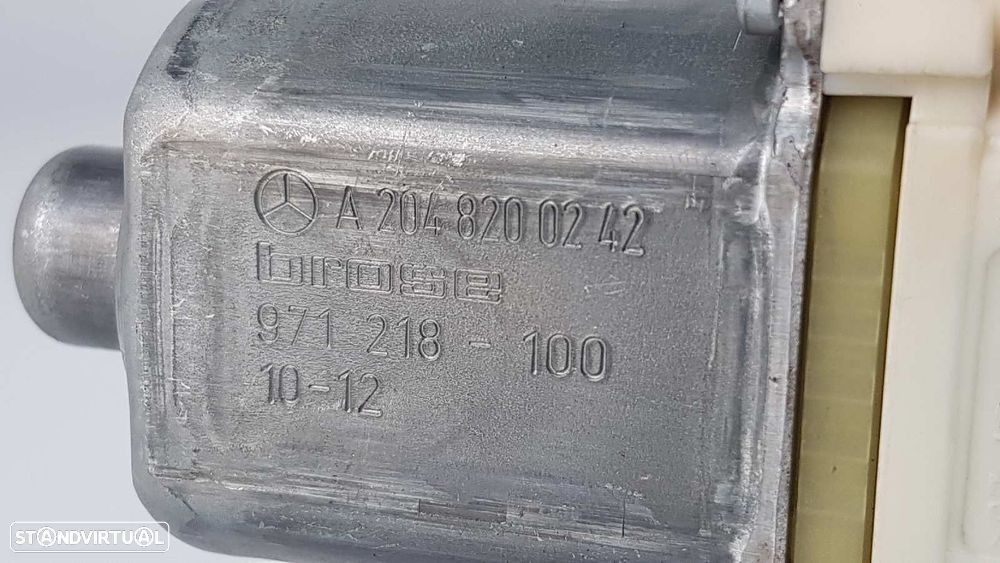 A 204 820 02 42
brose
971 218 - 100
10-12
STANDVIRTUAL